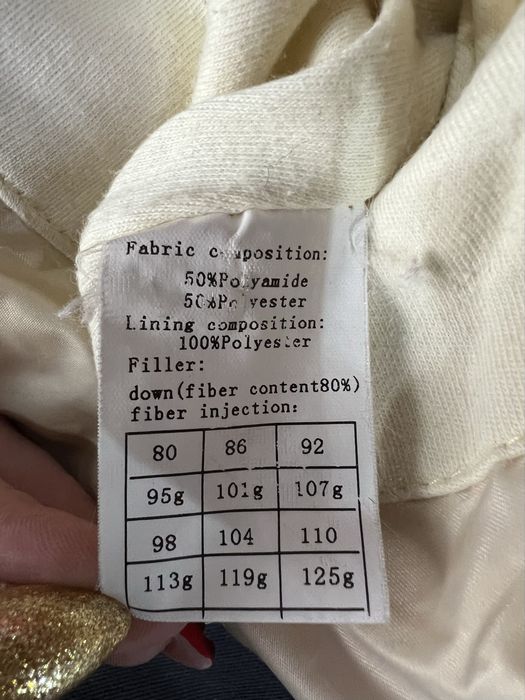 Fabric composition:
50%Polyamide
50%Polyester
Lining composition:
100%Polyester
Filler:
down(fiber content80%)
fiber injection:
80 86 92
95g 101g 107g
98 104 110
113g 119g 125g